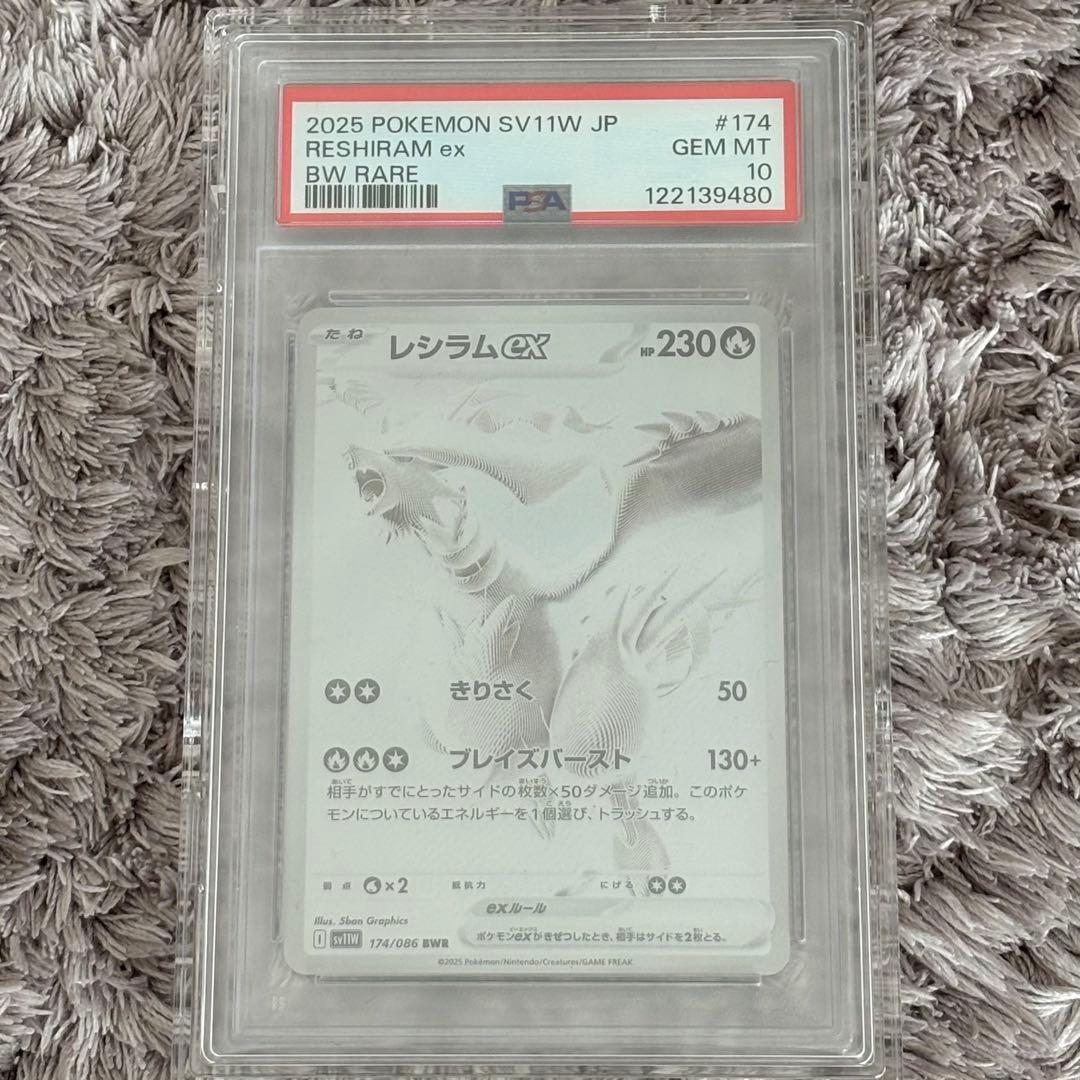 2025 POKEMON SV11W JP #174
RESHIRAM ex GEM MT
BW RARE 10
PSA 122139480
たね レシラムex HP 230
きりさく 50
ブレイズバースト 130+
相手がすでにとったサイドの枚数×50ダメージ追加。このポケ
モンについているエネルギーを1個選び、トラッシュする。
弱点 ×2 抵抗力 にげる
exルール
ポケモンexがきぜつしたとき、相手はサイドを2枚とる。
Illus. 5ban Graphics
I sv11W 174/086 BWR
©2025 Pokémon/Nintendo/Creatures/GAME FREAK